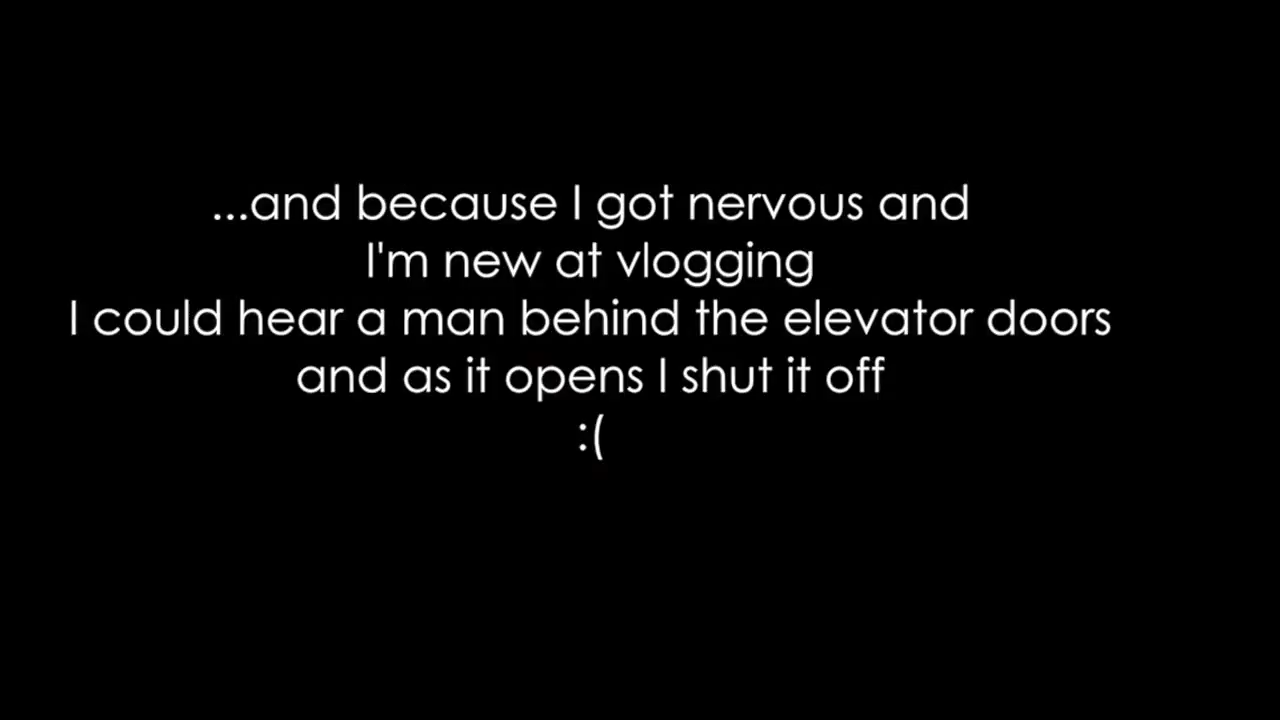 ...and because I got nervous and
I'm new at vlogging
I could hear a man behind the elevator doors
and as it opens I shut it off
:(